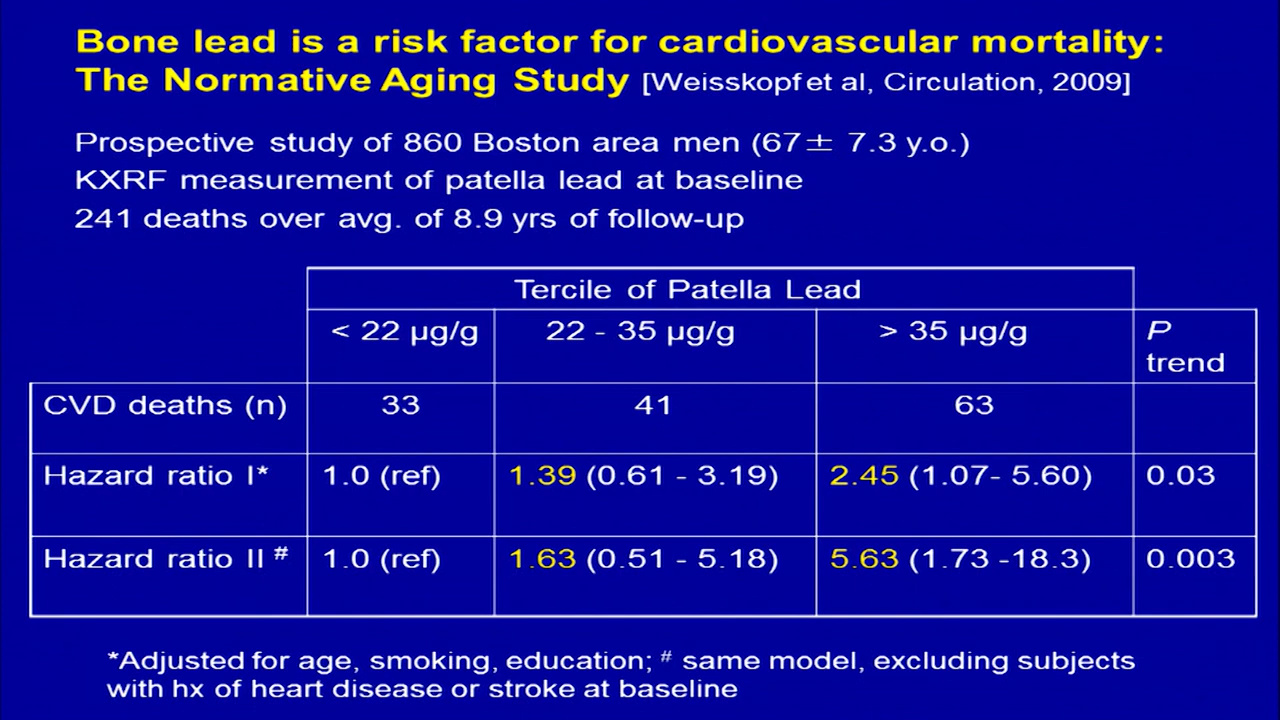 Bone lead is a risk factor for cardiovascular mortality:
The Normative Aging Study [Weisskopf et al, Circulation, 2009]
Prospective study of 860 Boston area men (67± 7.3 y.o.)
KXRF measurement of patella lead at baseline
241 deaths over avg. of 8.9 yrs of follow-up
Tercile of Patella Lead
< 22 µg/g 22 - 35 µg/g > 35 µg/g P
trend
CVD deaths (n) 33 41 63
Hazard ratio I* 1.0 (ref) 1.39 (0.61 - 3.19) 2.45 (1.07- 5.60) 0.03
Hazard ratio II # 1.0 (ref) 1.63 (0.51 - 5.18) 5.63 (1.73 -18.3) 0.003
*Adjusted for age, smoking, education; # same model, excluding subjects
with hx of heart disease or stroke at baseline